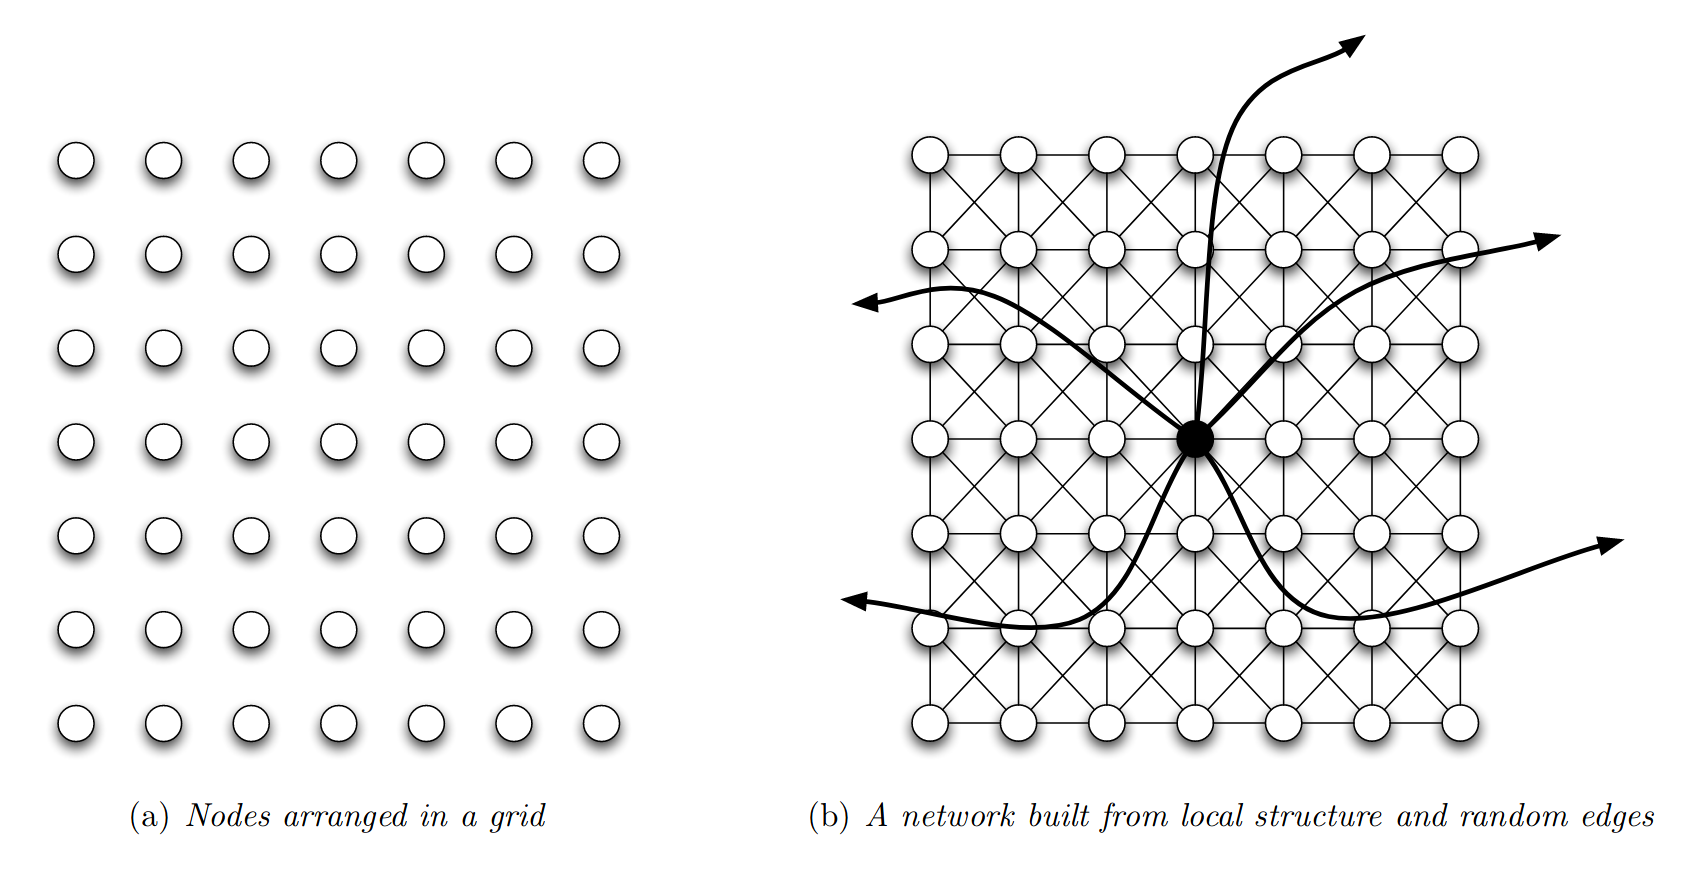 (a) Nodes arranged in a grid
(b) A network built from local structure and random edges